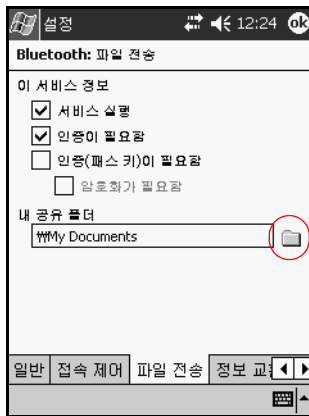 설정 12:24 ok
Bluetooth: 파일 전송
이 서비스 정보
서비스 실행
인증이 필요함
인증(패스 키)이 필요함
암호화가 필요함
내 공유 폴더
₩My Documents
일반 접속 제어 파일 전송 정보 교